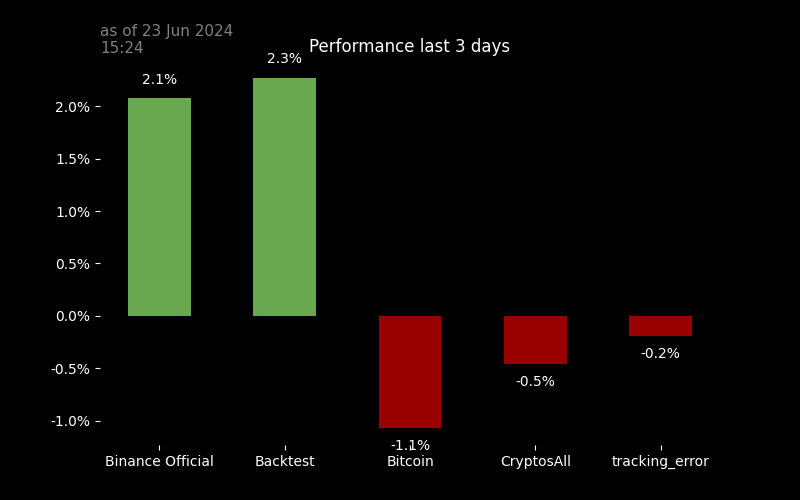 as of 23 Jun 2024
15:24
Performance last 3 days
2.1%
2.3%
-1.1%
-0.5%
-0.2%
2.0%
1.5%
1.0%
0.5%
0.0%
-0.5%
-1.0%
Binance Official
Backtest
Bitcoin
CryptosAll
tracking_error